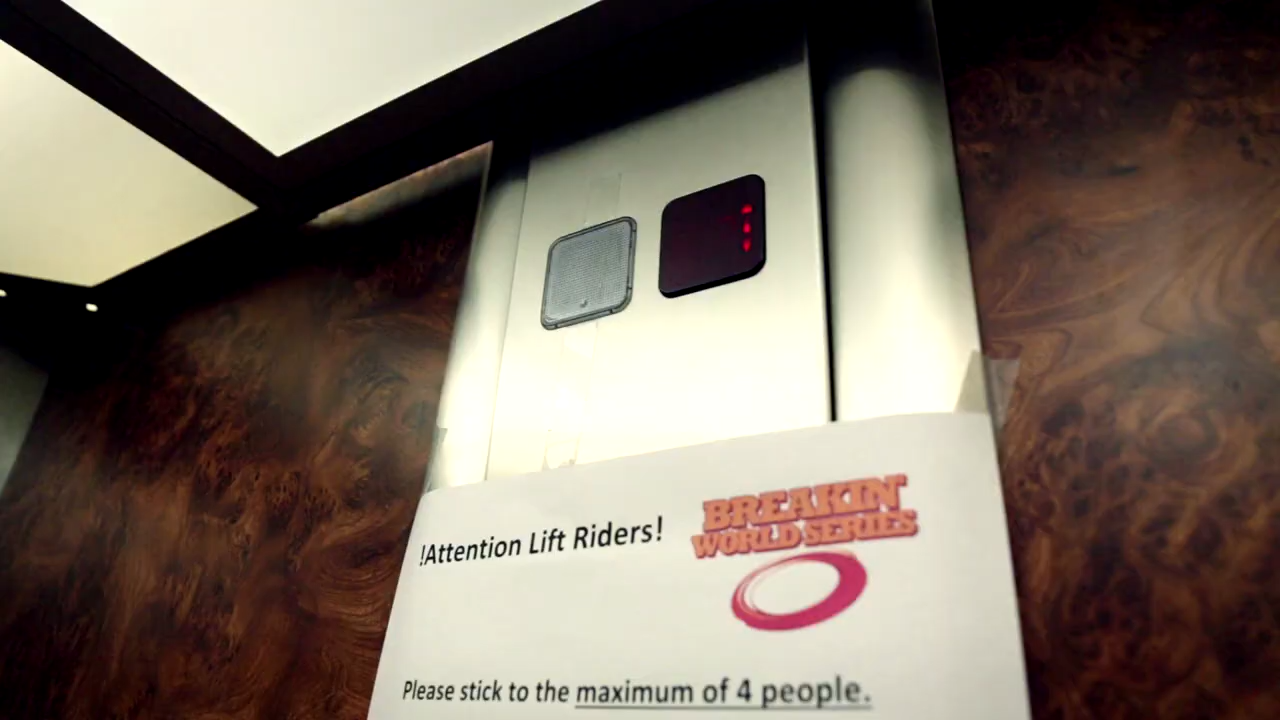 !Attention Lift Riders!
BREAKIN'
WORLD SERIES
Please stick to the maximum of 4 people.